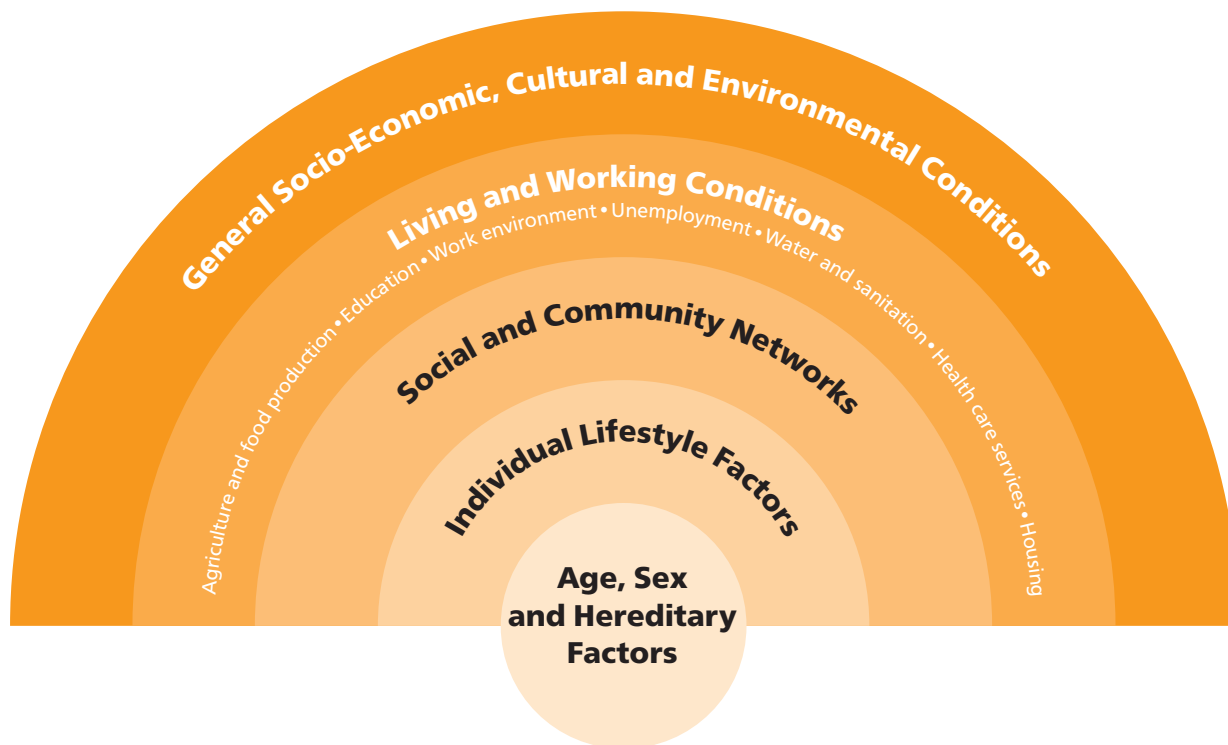 General Socio-Economic, Cultural and Environmental Conditions
Living and Working Conditions
Agriculture and food production • Education • Work environment • Unemployment • Water and sanitation • Health care services • Housing
Social and Community Networks
Individual Lifestyle Factors
Age, Sex
and Hereditary
Factors